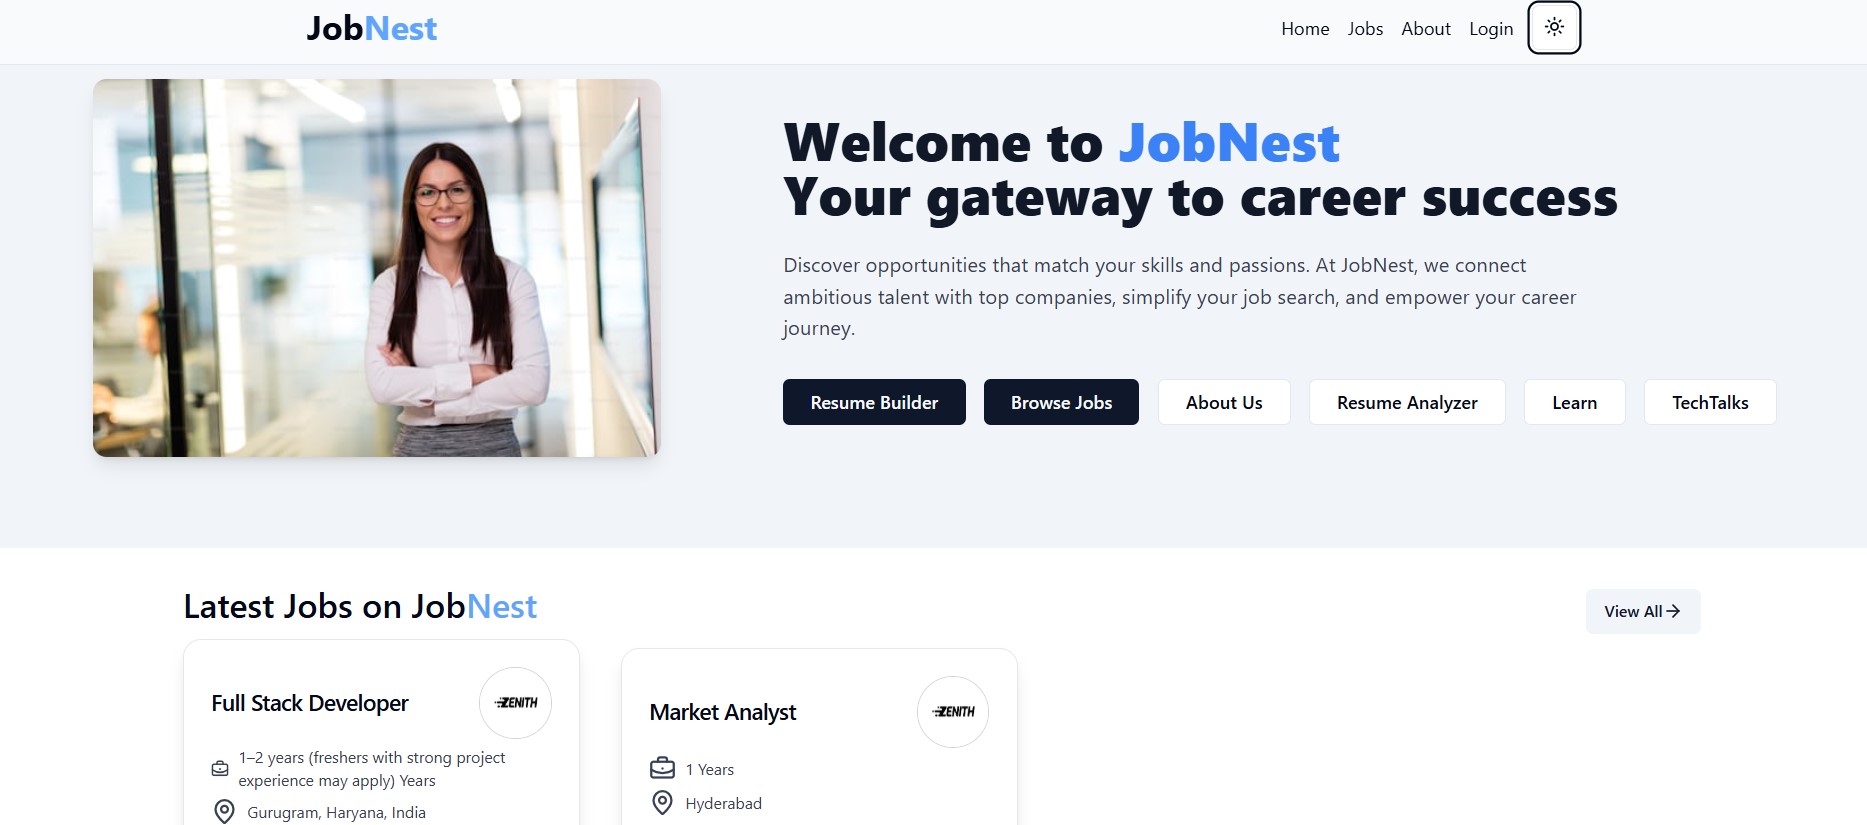 JobNest
Home Jobs About Login
Welcome to JobNest
Your gateway to career success
Discover opportunities that match your skills and passions. At JobNest, we connect
ambitious talent with top companies, simplify your job search, and empower your career
journey.
Resume Builder Browse Jobs About Us Resume Analyzer Learn TechTalks
Latest Jobs on JobNest
View All
Full Stack Developer
ZENITH
1–2 years (freshers with strong project
experience may apply) Years
Gurugram, Haryana, India
Market Analyst
ZENITH
1 Years
Hyderabad